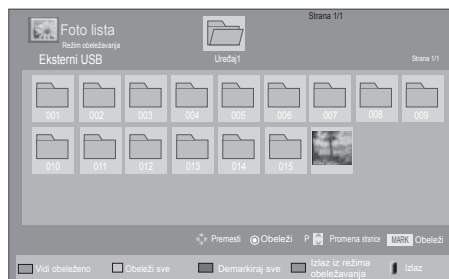 Strana 1/1
Foto lista
Režim obeležavanja
Eksterni USB
Uređaj1
Strana 1/1
001 002 003 004 005 006 007 008 009
010 011 012 013 014 015
Premesti Obeleži P Promena stranice MARK Obeleži
Vidi obeleženo Obeleži sve Demarkiraj sve Izlaz iz režima obeležavanja Izlaz